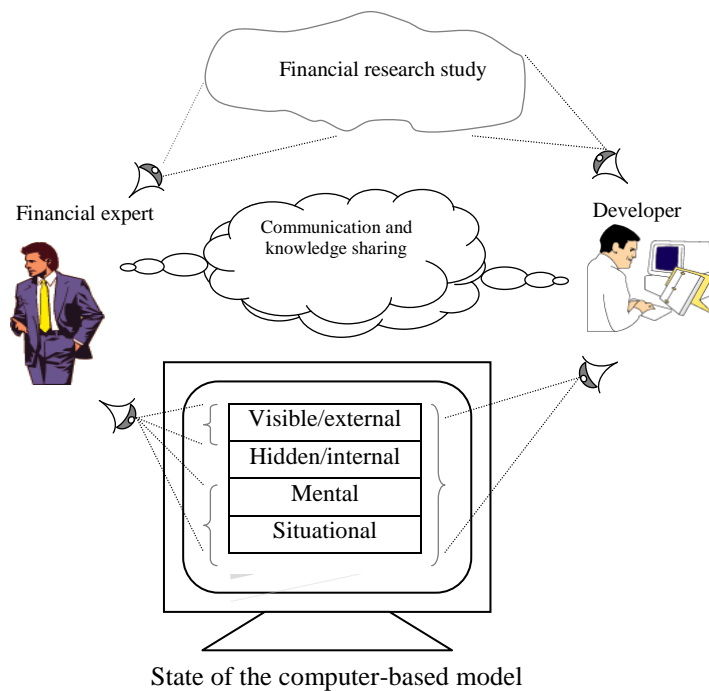 Financial research study
Financial expert
Developer
Communication and
knowledge sharing
Visible/external
Hidden/internal
Mental
Situational
State of the computer-based model